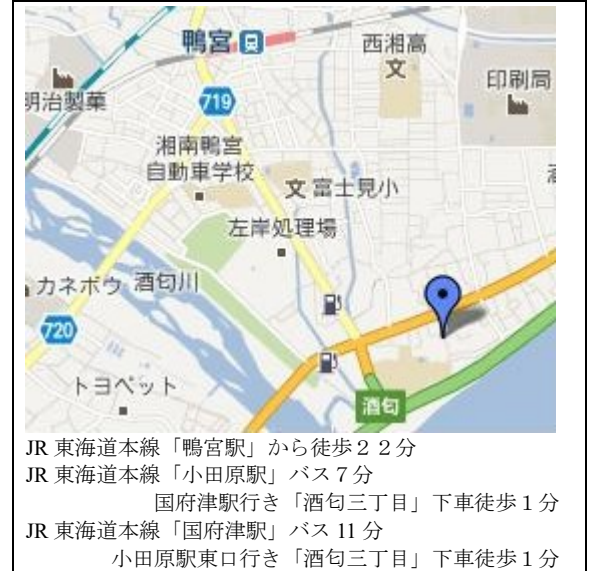 鴨宮
西湘高
文
印刷局
明治製菓
719
湘南鴨宮
自動車学校
文 富士見小
左岸処理場
カネボウ
酒匂川
720
トヨペット
酒匂
JR 東海道本線「鴨宮駅」から徒歩２２分
JR 東海道本線「小田原駅」バス７分
国府津駅行き「酒匂三丁目」下車徒歩１分
JR 東海道本線「国府津駅」バス 11 分
小田原駅東口行き「酒匂三丁目」下車徒歩１分